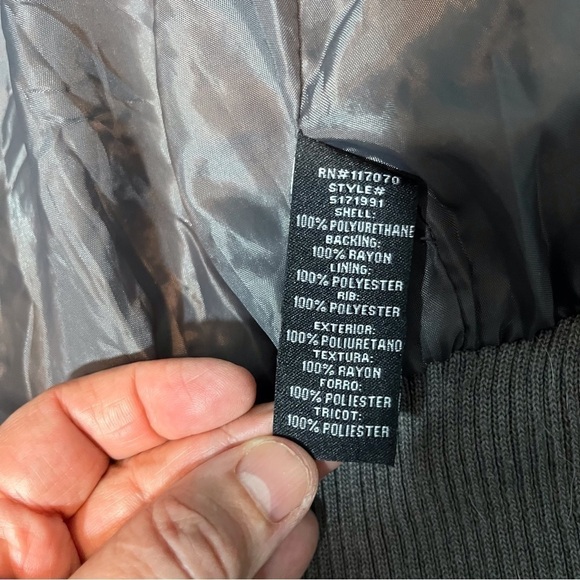 RN#117070
STYLE#
5171991
SHELL:
100% POLYURETHANE
BACKING:
100% RAYON
LINING:
100% POLYESTER
RIB:
100% POLYESTER
EXTERIOR:
100% POLIURETANO
TEXTURA:
100% RAYON
FORRO:
100% POLIESTER
TRICOT:
100% POLIESTER